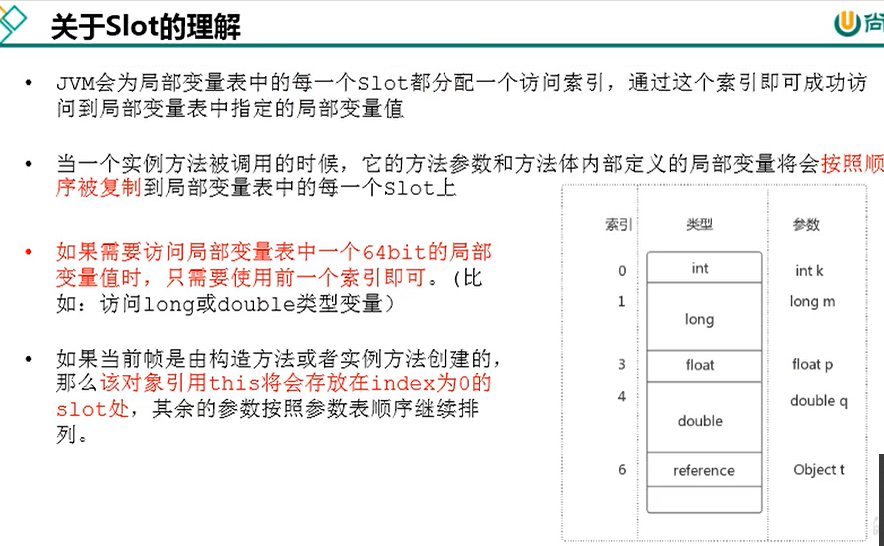 关于Slot的理解
尚
• JVM会为局部变量表中的每一个Slot都分配一个访问索引，通过这个索引即可成功访
问到局部变量表中指定的局部变量值
• 当一个实例方法被调用的时候，它的方法参数和方法体内部定义的局部变量将会按照顺
序被复制到局部变量表中的每一个Slot上
• 如果需要访问局部变量表中一个64bit的局部
变量值时，只需要使用前一个索引即可。（比
如：访问long或double类型变量）
• 如果当前帧是由构造方法或者实例方法创建的，
那么该对象引用this将会存放在index为0的
slot处，其余的参数按照参数表顺序继续排
列。
索引 类型 参数
0 int int k
1 long long m
3 float float p
4 double double q
6 reference Object t